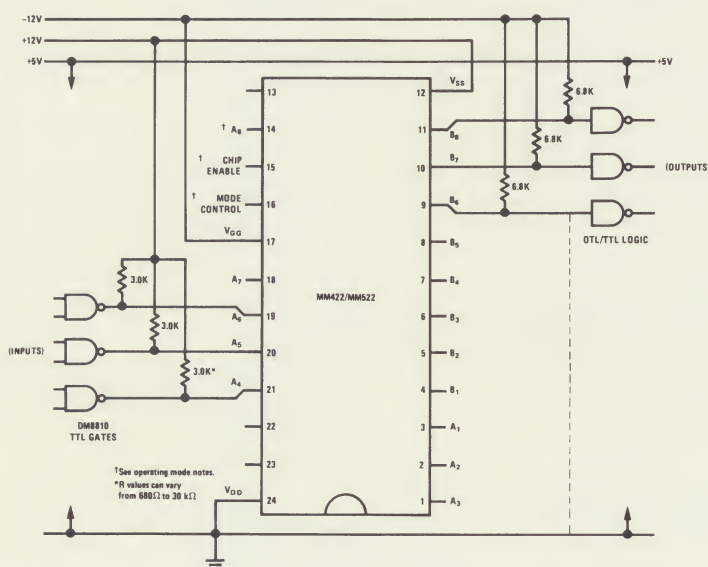 -12V
+12V
+5V
+5V
VSS
13
12
6.8K
† A8
14
11
B8
6.8K
† CHIP
ENABLE
15
10
B7
(OUTPUTS)
6.8K
† MODE
CONTROL
16
9
B6
VGG
17
8
B5
DTL/TTL LOGIC
3.0K
A7
18
7
B4
MM422/MM522
A6
19
6
B3
3.0K
(INPUTS)
A5
20
5
B2
3.0K*
A4
21
4
B1
DM8810
TTL GATES
22
3
A1
23
2
A2
†See operating mode notes.
*R values can vary
from 680Ω to 30 kΩ
VDD
24
1
A3